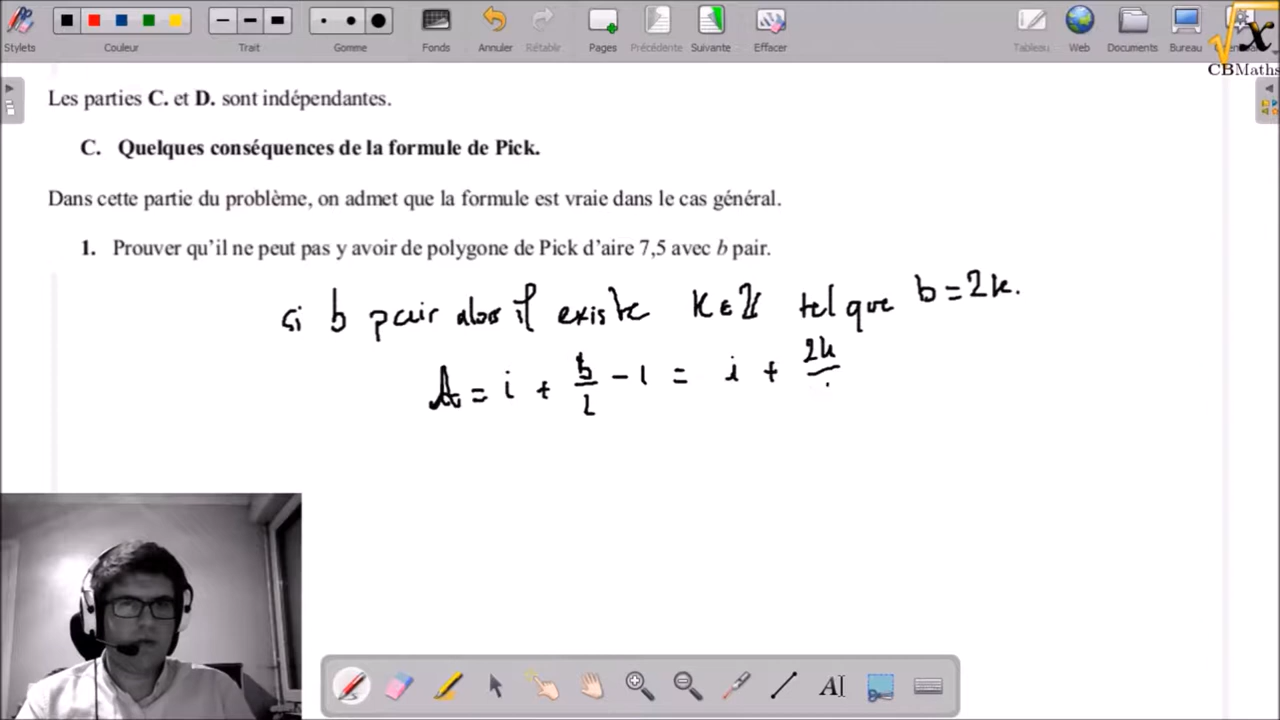 Stylets Couleur Trait Gomme Fonds Annuler Rétablir Pages Précédente Suivante Effacer Tableau Web Documents Bureau
CBMaths
Les parties C. et D. sont indépendantes.
C. Quelques conséquences de la formule de Pick.
Dans cette partie du problème, on admet que la formule est vraie dans le cas général.
1. Prouver qu'il ne peut pas y avoir de polygone de Pick d'aire 7,5 avec b pair.
si b pair alors il existe k ∈ ℤ tel que b = 2k.
A = i + b/2 - 1 = i + 2k/
AI